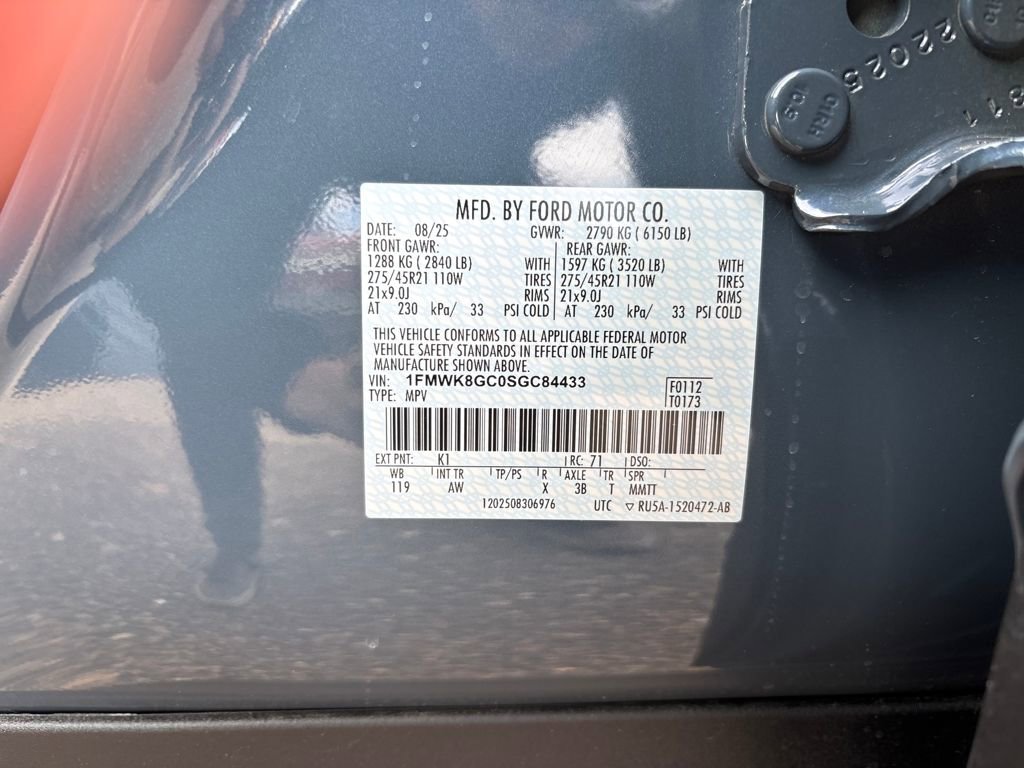 22025
811
10.9
MFD. BY FORD MOTOR CO.
DATE: 08/25 GVWR: 2790 KG ( 6150 LB)
FRONT GAWR: REAR GAWR:
1288 KG ( 2840 LB) WITH 1597 KG ( 3520 LB) WITH
275/45R21 110W TIRES 275/45R21 110W TIRES
21x9.0J RIMS 21x9.0J RIMS
AT 230 kPa/ 33 PSI COLD AT 230 kPa/ 33 PSI COLD
THIS VEHICLE CONFORMS TO ALL APPLICABLE FEDERAL MOTOR
VEHICLE SAFETY STANDARDS IN EFFECT ON THE DATE OF
MANUFACTURE SHOWN ABOVE.
VIN: 1FMWK8GC0SGC84433 F0112
TYPE: MPV T0173
EXT PNT: K1 RC: 71 DSO:
WB INT TR TP/PS R AXLE TR SPR
119 AW X 3B T MMTT
1202508306976 UTC ▽ RU5A-1520472-AB